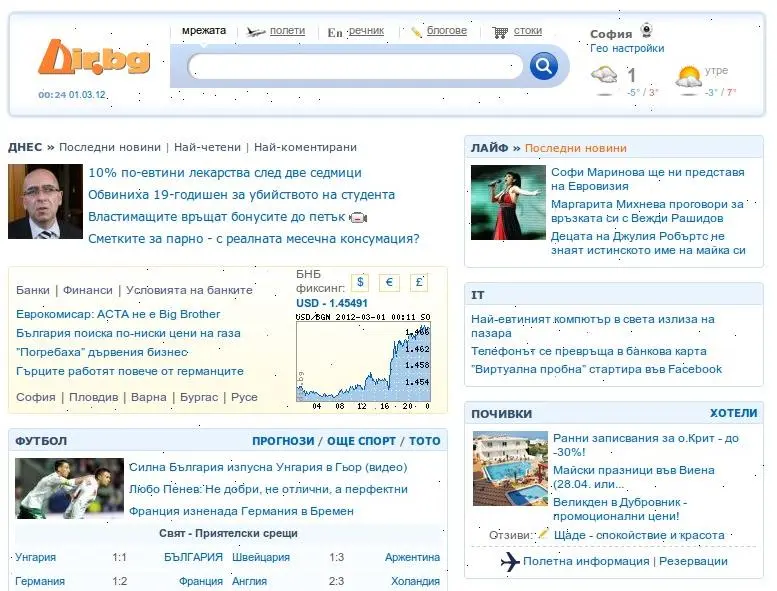 мрежата
полети
En речник
блогове
стоки
София
Гео настройки
Dir.bg
00:24 01.03.12
1
-5° / 3°
утре
-3° / 7°
ДНЕС » Последни новини | Най-четени | Най-коментирани
10% по-евтини лекарства след две седмици
Обвиниха 19-годишен за убийството на студента
Властимащите връщат бонусите до петък
Сметките за парно - с реалната месечна консумация?
ЛАЙФ » Последни новини
Софи Маринова ще ни представя
на Евровизия
Маргарита Михнева проговори за
връзката си с Вежди Рашидов
Децата на Джулия Робъртс не
знаят истинското име на майка си
Банки | Финанси | Условията на банките
Еврокомисар: АСТА не е Big Brother
България поиска по-ниски цени на газа
"Погребаха" дървения бизнес
Гърците работят повече от германците
София | Пловдив | Варна | Бургас | Русе
БНБ
фиксинг:
$ € £
USD - 1.45491
USD/BGN 2012-03-01 00:11 SO
1.466
1.462
1.458
1.454
04 08 12 16 20 0
IT
Най-евтиният компютър в света излиза на
пазара
Телефонът се превръща в банкова карта
"Виртуална пробна" стартира във Facebook
ПОЧИВКИ
ХОТЕЛИ
Ранни записвания за о.Крит - до
-30%!
Майски празници във Виена
(28.04. или...
Великден в Дубровник -
промоционални цени!
Отзиви: Щаде - спокойствие и красота
Полетна информация | Резервации
ФУТБОЛ
ПРОГНОЗИ / ОЩЕ СПОРТ / ТОТО
Силна България изпусна Унгария в Гьор (видео)
Любо Пенев: Не добри, не отлични, а перфектни
Франция изненада Германия в Бремен
Свят - Приятелски срещи
Унгария 1:1 БЪЛГАРИЯ Швейцария 1:3 Аржентина
Германия 1:2 Франция Англия 2:3 Холандия